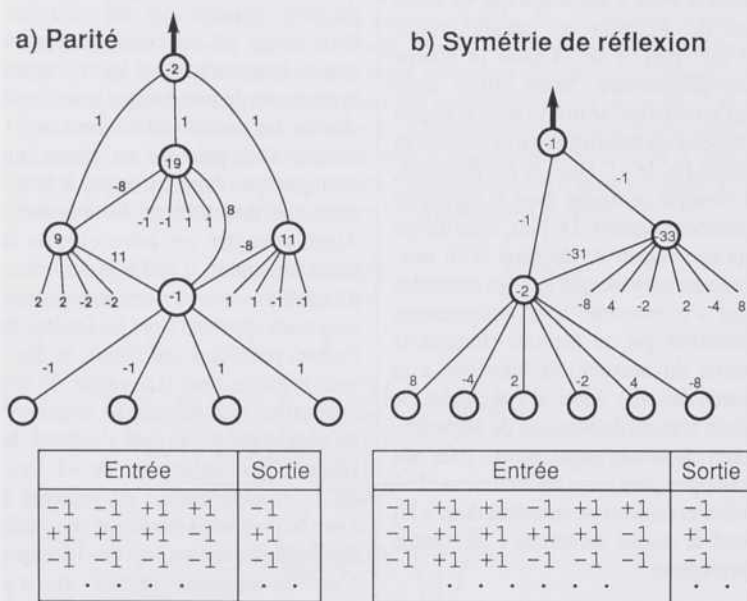 a) Parité
b) Symétrie de réflexion
-2
1 1 1
19
-8 8
-1 -1 1 1
9 11
11 -8
2 2 -2 -2
-1
1 1 -1 -1
-1 -1 1 1
-1
-1
-1
-33
-31
-2
-8 4 -2 2 -4 8
8 -4 2 -2 4 -8
Entrée Sortie
-1 -1 +1 +1 -1
+1 +1 +1 -1 +1
-1 -1 -1 -1 -1
. . . . .
Entrée Sortie
-1 +1 +1 -1 +1 +1 -1
-1 +1 +1 +1 +1 -1 +1
-1 +1 +1 -1 -1 -1 -1
. . . . . . . .